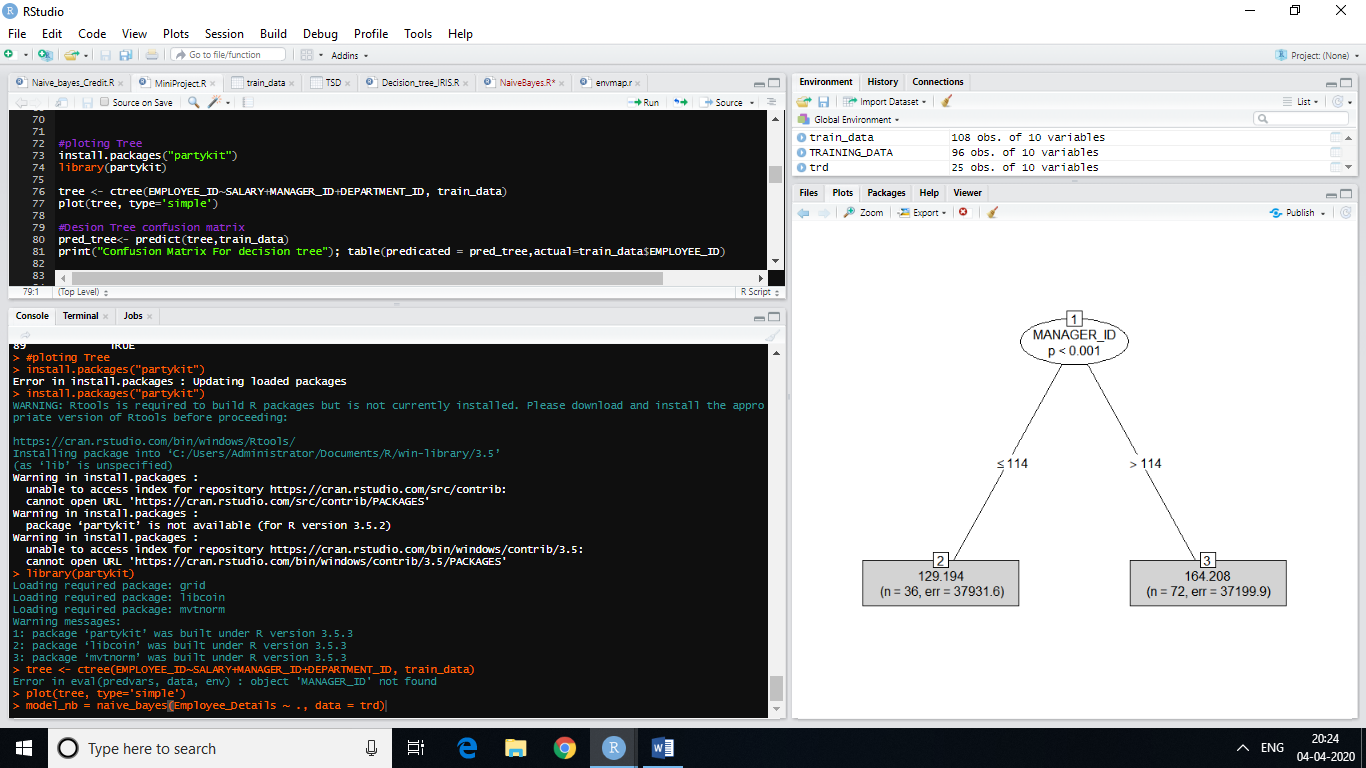 RStudio
File Edit Code View Plots Session Build Debug Profile Tools Help
Go to file/function Addins Project: (None)
Naive_bayes_Credit.R MiniProject.R train_data TSD Decision_tree_IRIS.R NaiveBayes.R* envmap.r
Source on Save Run Source
70
71
72 #ploting Tree
73 install.packages("partykit")
74 library(partykit)
75
76 tree <- ctree(EMPLOYEE_ID~SALARY+MANAGER_ID+DEPARTMENT_ID, train_data)
77 plot(tree, type='simple')
78
79 #Desion Tree confusion matrix
80 pred_tree<- predict(tree,train_data)
81 print("Confusion Matrix For decision tree"); table(predicated = pred_tree,actual=train_data$EMPLOYEE_ID)
82
83
79:1 (Top Level) R Script
Console Terminal Jobs
89 TRUE
> #ploting Tree
> install.packages("partykit")
Error in install.packages : Updating loaded packages
> install.packages("partykit")
WARNING: Rtools is required to build R packages but is not currently installed. Please download and install the appro
priate version of Rtools before proceeding:
https://cran.rstudio.com/bin/windows/Rtools/
Installing package into ‘C:/Users/Administrator/Documents/R/win-library/3.5’
(as ‘lib’ is unspecified)
Warning in install.packages :
unable to access index for repository https://cran.rstudio.com/src/contrib:
cannot open URL 'https://cran.rstudio.com/src/contrib/PACKAGES'
Warning in install.packages :
package ‘partykit’ is not available (for R version 3.5.2)
Warning in install.packages :
unable to access index for repository https://cran.rstudio.com/bin/windows/contrib/3.5:
cannot open URL 'https://cran.rstudio.com/bin/windows/contrib/3.5/PACKAGES'
> library(partykit)
Loading required package: grid
Loading required package: libcoin
Loading required package: mvtnorm
Warning messages:
1: package ‘partykit’ was built under R version 3.5.3
2: package ‘libcoin’ was built under R version 3.5.3
3: package ‘mvtnorm’ was built under R version 3.5.3
> tree <- ctree(EMPLOYEE_ID~SALARY+MANAGER_ID+DEPARTMENT_ID, train_data)
Error in eval(predvars, data, env) : object 'MANAGER_ID' not found
> plot(tree, type='simple')
> model_nb = naive_bayes(Employee_Details ~ ., data = trd)
Environment History Connections
Import Dataset List
Global Environment
train_data 108 obs. of 10 variables
TRAINING_DATA 96 obs. of 10 variables
trd 25 obs. of 10 variables
Files Plots Packages Help Viewer
Zoom Export Publish
1
MANAGER_ID
p < 0.001
≤ 114 > 114
2
129.194
(n = 36, err = 37931.6)
3
164.208
(n = 72, err = 37199.9)
Type here to search
ENG
20:24
04-04-2020